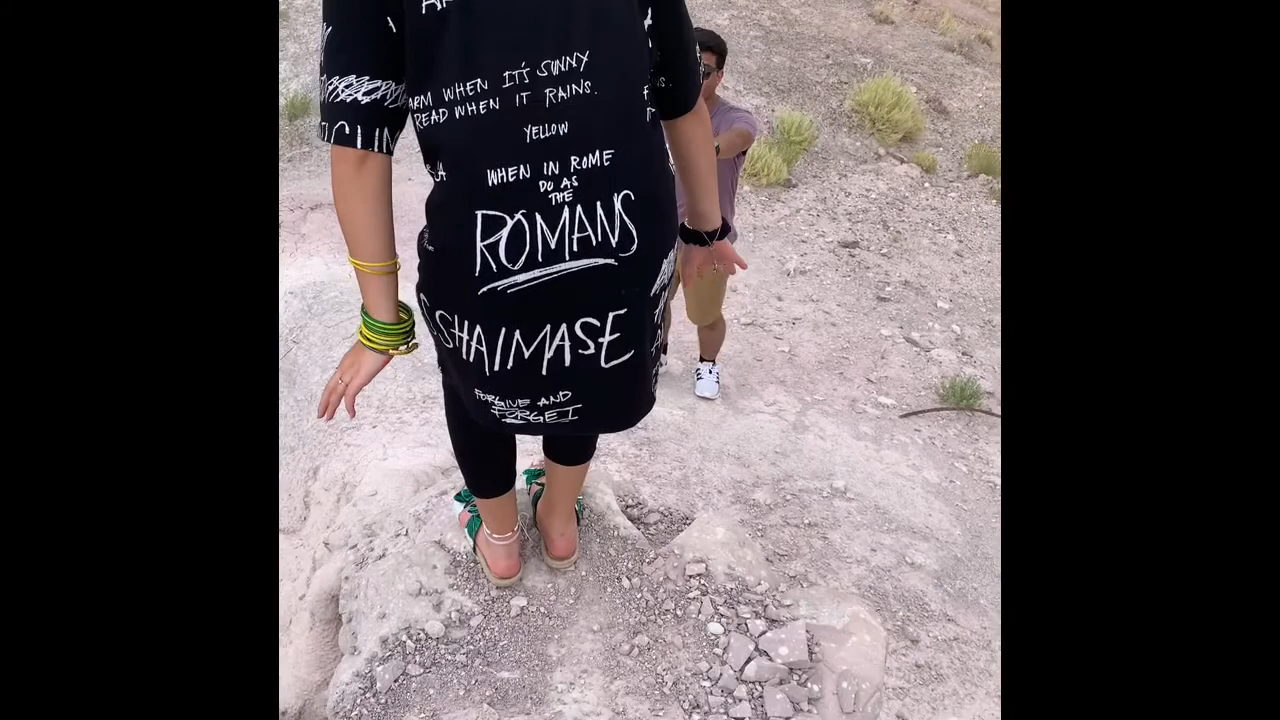 ARM WHEN IT'S SUNNY
READ WHEN IT RAINS.
YELLOW
WHEN IN ROME
DO AS
THE
ROMANS
SHAIMASE
FORGIVE AND
FORGET